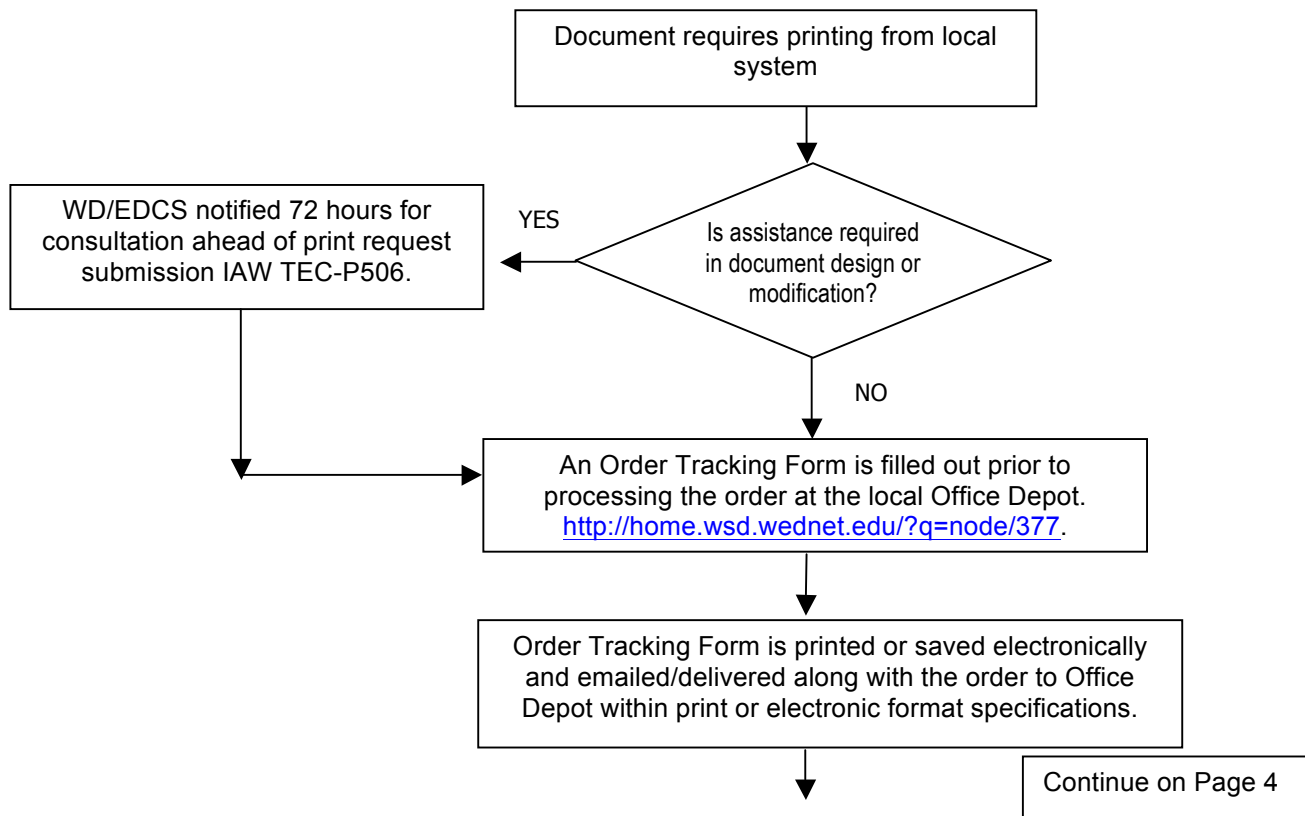 Document requires printing from local
system
WD/EDCS notified 72 hours for
consultation ahead of print request
submission IAW TEC-P506.
YES
Is assistance required
in document design or
modification?
NO
An Order Tracking Form is filled out prior to
processing the order at the local Office Depot.
http://home.wsd.wednet.edu/?q=node/377.
Order Tracking Form is printed or saved electronically
and emailed/delivered along with the order to Office
Depot within print or electronic format specifications.
Continue on Page 4